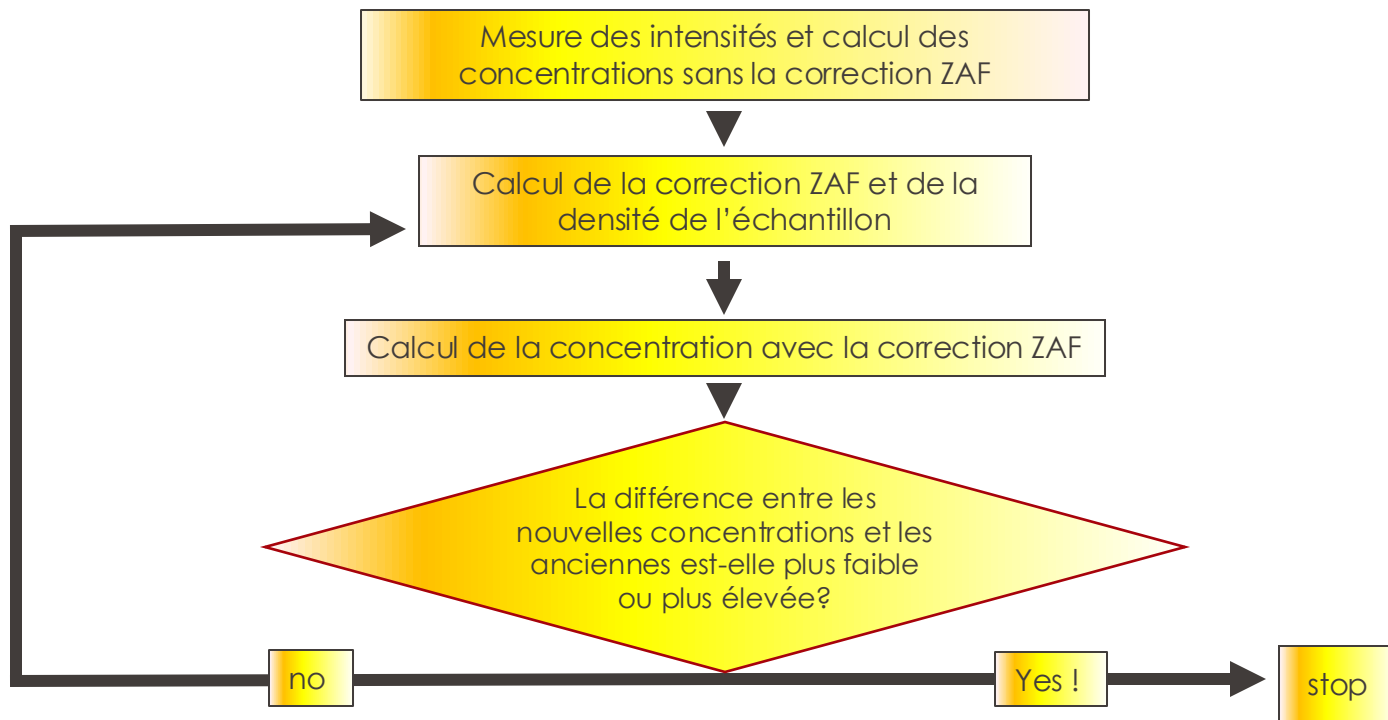 Mesure des intensités et calcul des
concentrations sans la correction ZAF
Calcul de la correction ZAF et de la
densité de l'échantillon
Calcul de la concentration avec la correction ZAF
La différence entre les
nouvelles concentrations et les
anciennes est-elle plus faible
ou plus élevée?
no
Yes !
stop